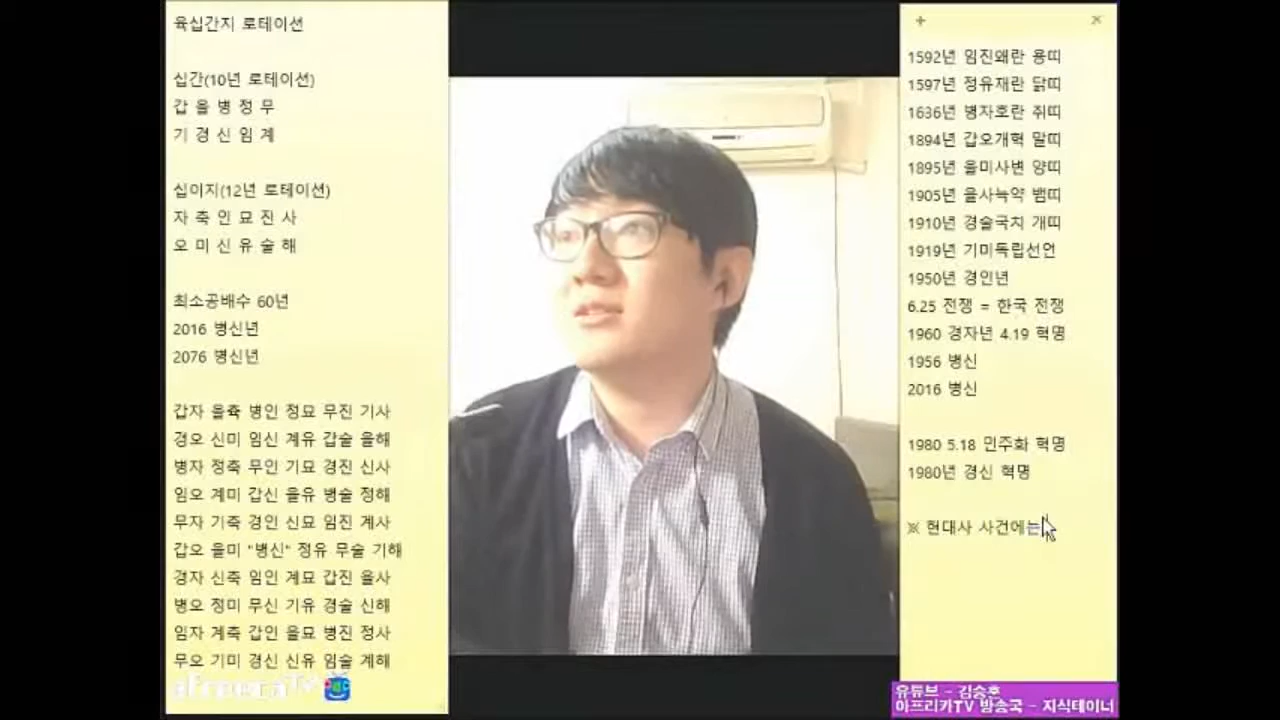 육십간지 로테이션
십간(10년 로테이션)
갑 을 병 정 무
기 경 신 임 계
십이지(12년 로테이션)
자 축 인 묘 진 사
오 미 신 유 술 해
최소공배수 60년
2016 병신년
2076 병신년
갑자 을축 병인 정묘 무진 기사
경오 신미 임신 계유 갑술 을해
병자 정축 무인 기묘 경진 신사
임오 계미 갑신 을유 병술 정해
무자 기축 경인 신묘 임진 계사
갑오 을미 "병신" 정유 무술 기해
경자 신축 임인 계묘 갑진 을사
병오 정미 무신 기유 경술 신해
임자 계축 갑인 을묘 병진 정사
무오 기미 경신 신유 임술 계해
afreecaTV
1592년 임진왜란 용띠
1597년 정유재란 닭띠
1636년 병자호란 쥐띠
1894년 갑오개혁 말띠
1895년 을미사변 양띠
1905년 을사늑약 뱀띠
1910년 경술국치 개띠
1919년 기미독립선언
1950년 경인년
6.25 전쟁 = 한국 전쟁
1960 경자년 4.19 혁명
1956 병신
2016 병신
1980 5.18 민주화 혁명
1980년 경신 혁명
※ 현대사 사건에는
유튜브 - 김승훈
아프리카TV 방송국 - 지식테이너